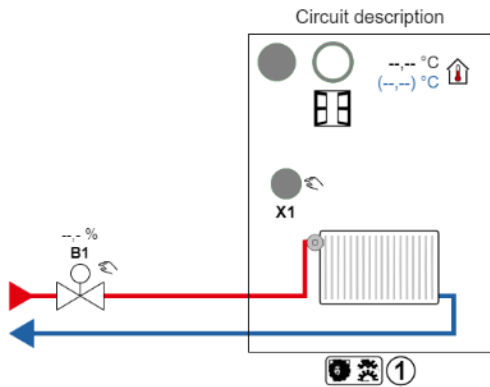 Circuit description
--,-- °C
(--,--) °C
X1
--,- %
B1
1